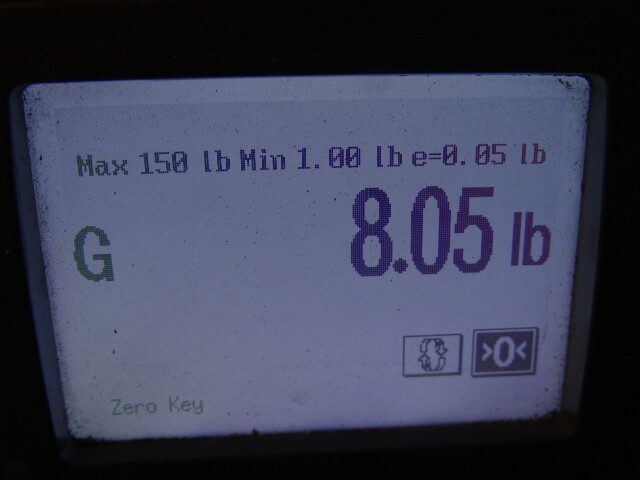 Max 150 lb Min 1.00 lb e=0.05 lb
G 8.05 lb
>0<
Zero Key